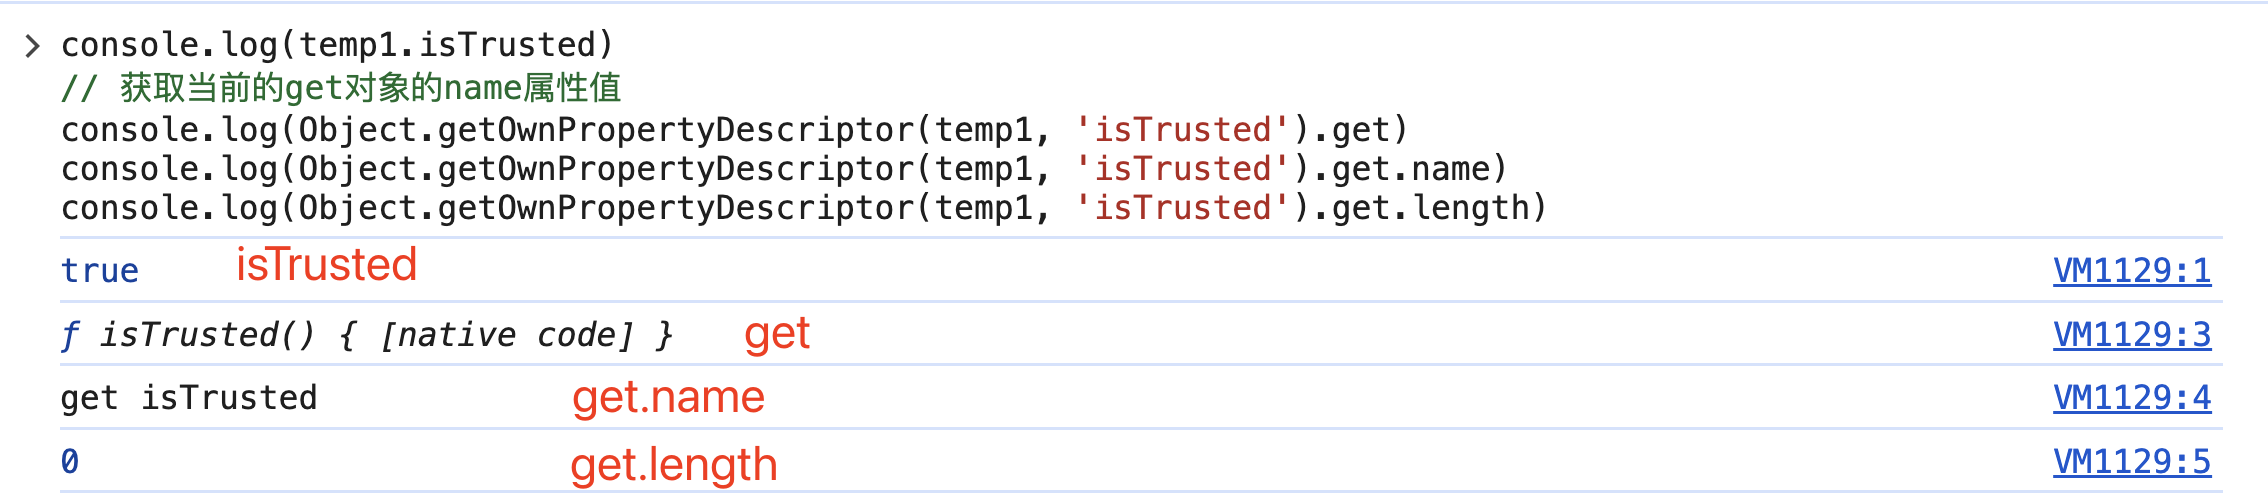 > console.log(temp1.isTrusted)
// 获取当前的get对象的name属性值
console.log(Object.getOwnPropertyDescriptor(temp1, 'isTrusted').get)
console.log(Object.getOwnPropertyDescriptor(temp1, 'isTrusted').get.name)
console.log(Object.getOwnPropertyDescriptor(temp1, 'isTrusted').get.length)
true isTrusted VM1129:1
ƒ isTrusted() { [native code] } get VM1129:3
get isTrusted get.name VM1129:4
0 get.length VM1129:5